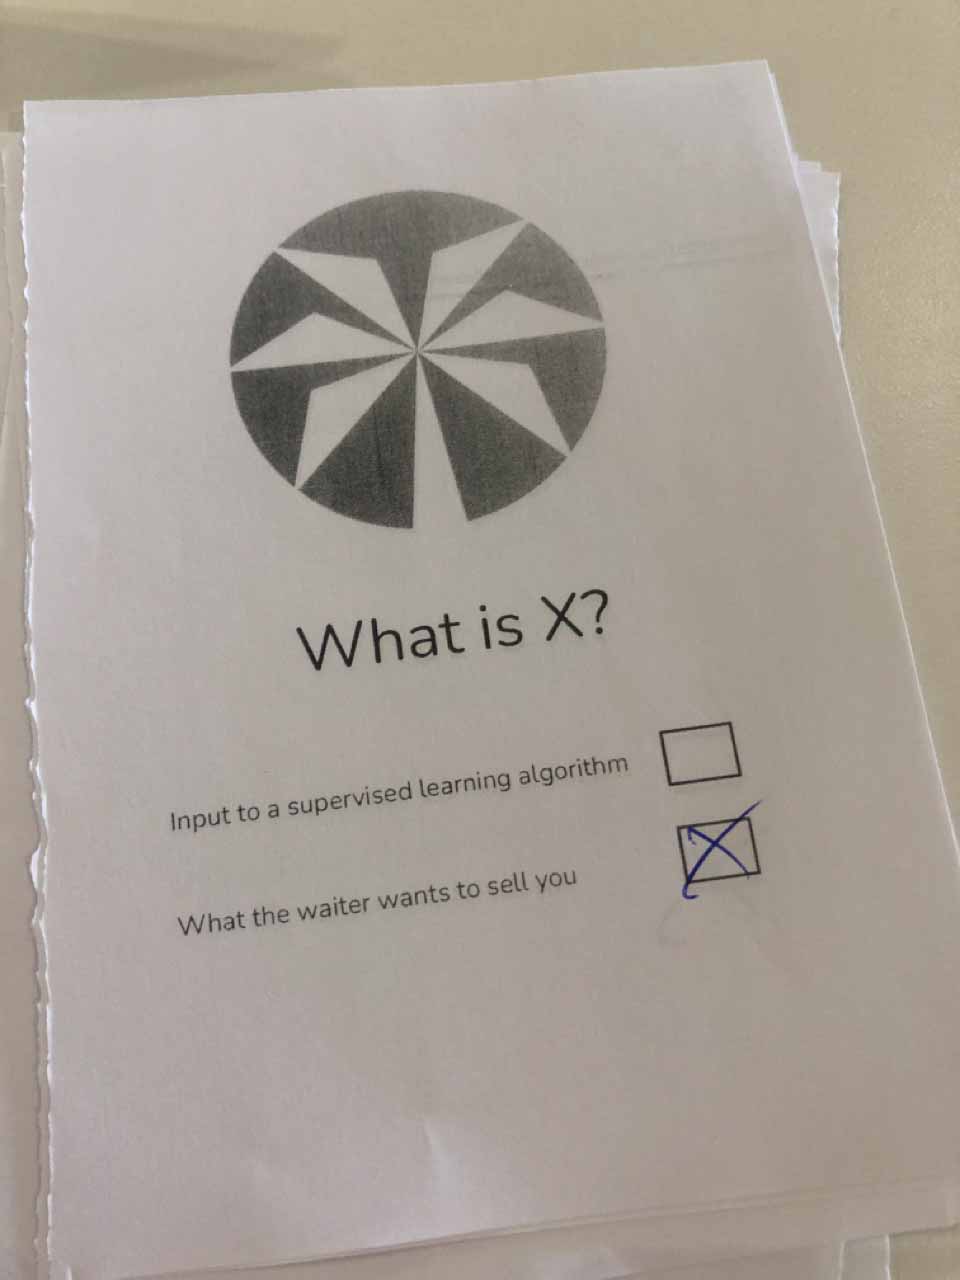 What is X?
Input to a supervised learning algorithm
What the waiter wants to sell you